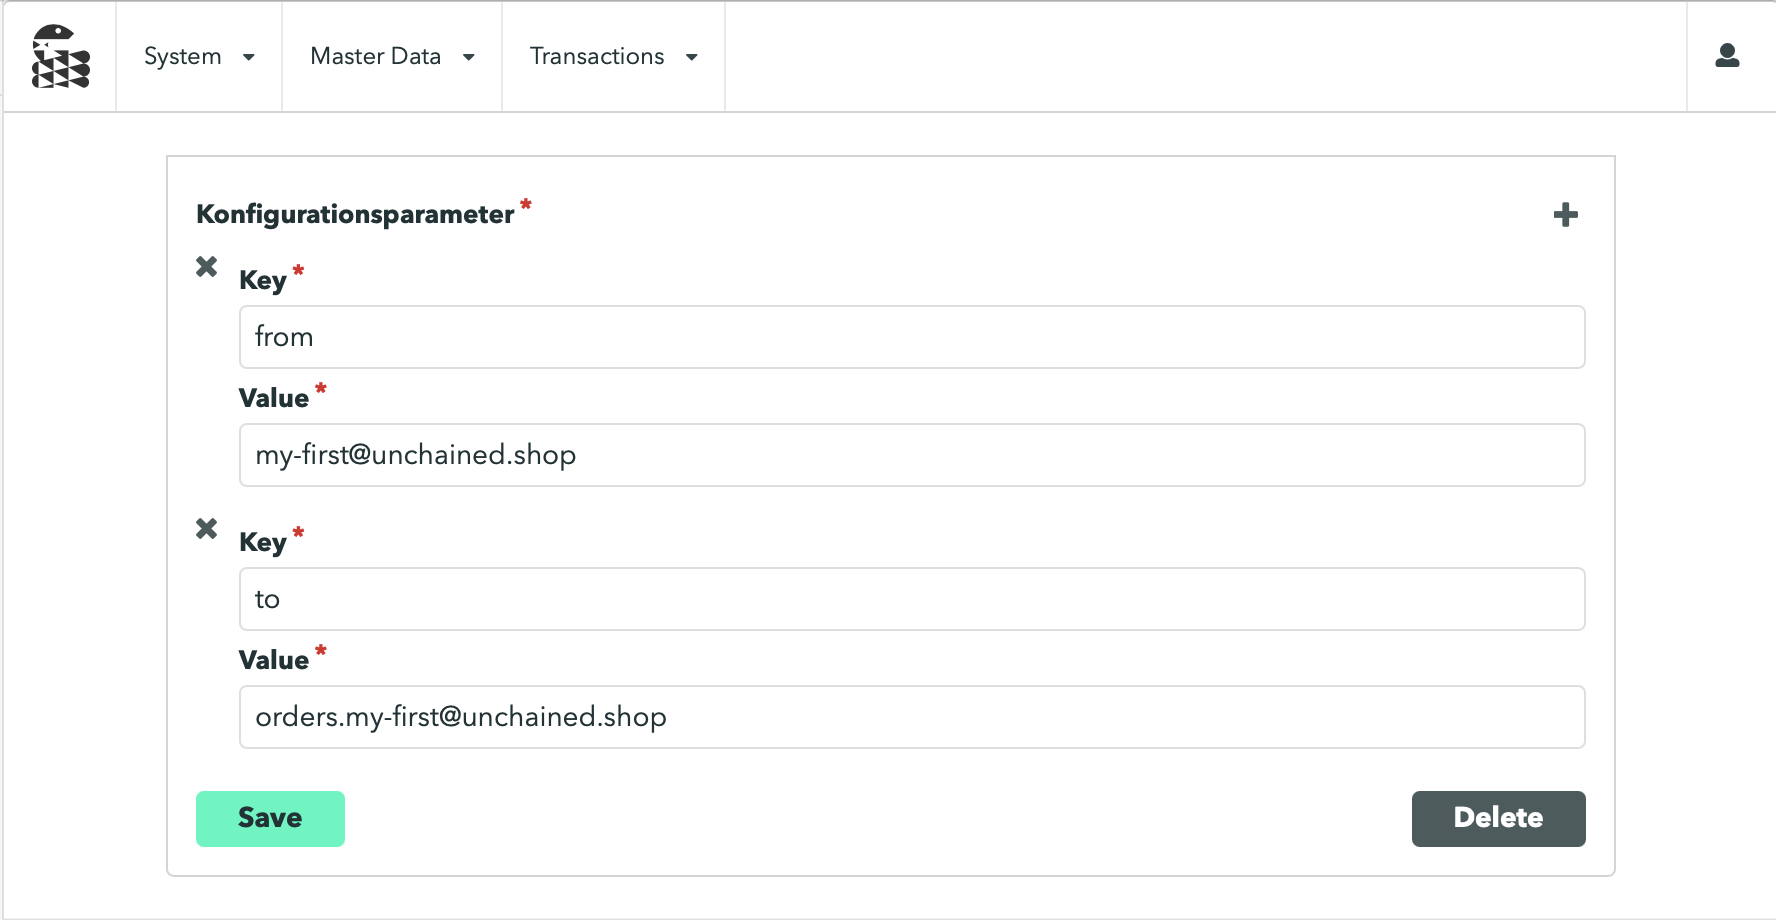 System Master Data Transactions
Konfigurationsparameter *
Key *
from
Value *
my-first@unchained.shop
Key *
to
Value *
orders.my-first@unchained.shop
Save Delete